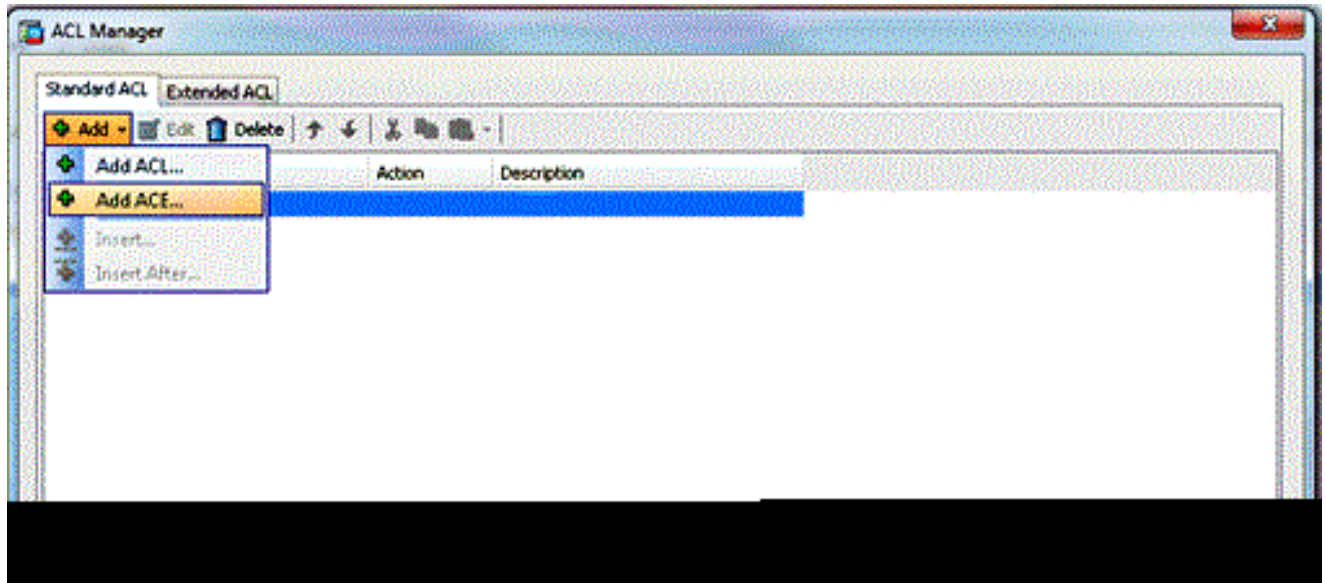 ACL Manager
Standard ACL Extended ACL
Add Edit Delete
Add ACL... Action Description
Add ACE...
Insert...
Insert After...